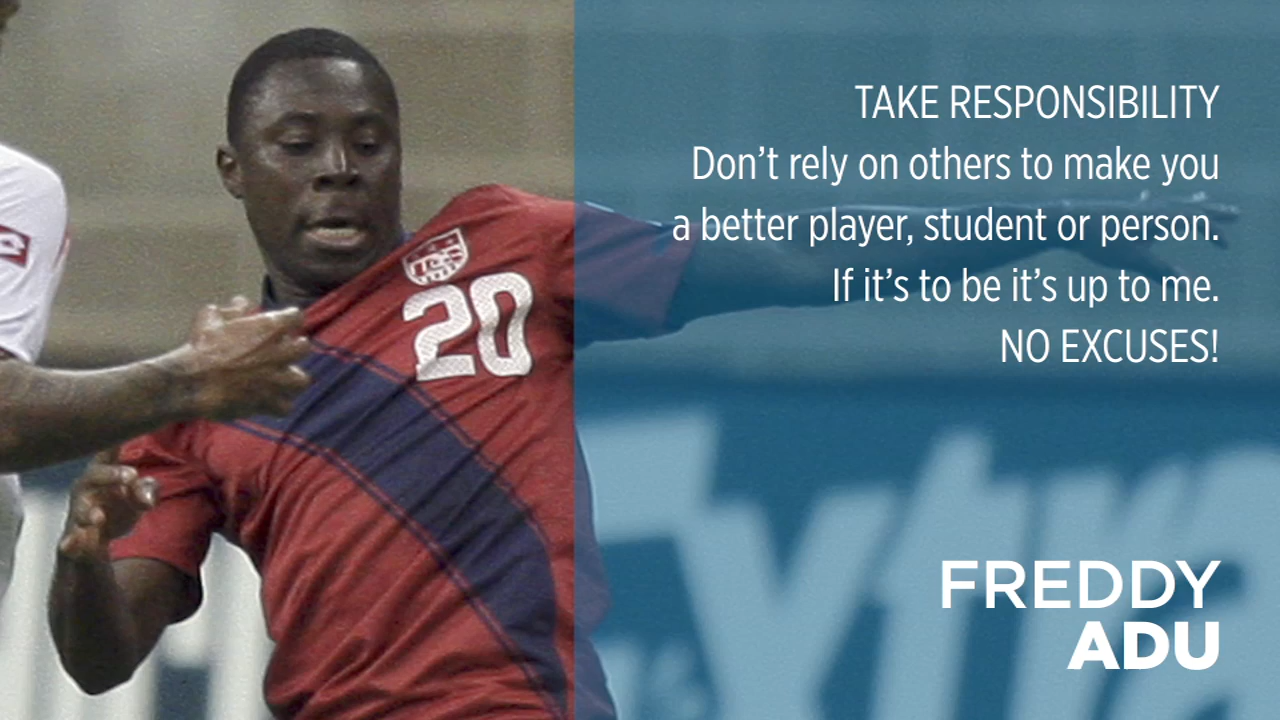 TAKE RESPONSIBILITY
Don’t rely on others to make you
a better player, student or person.
If it’s to be it’s up to me.
NO EXCUSES!
20
Extra
FREDDY
ADU